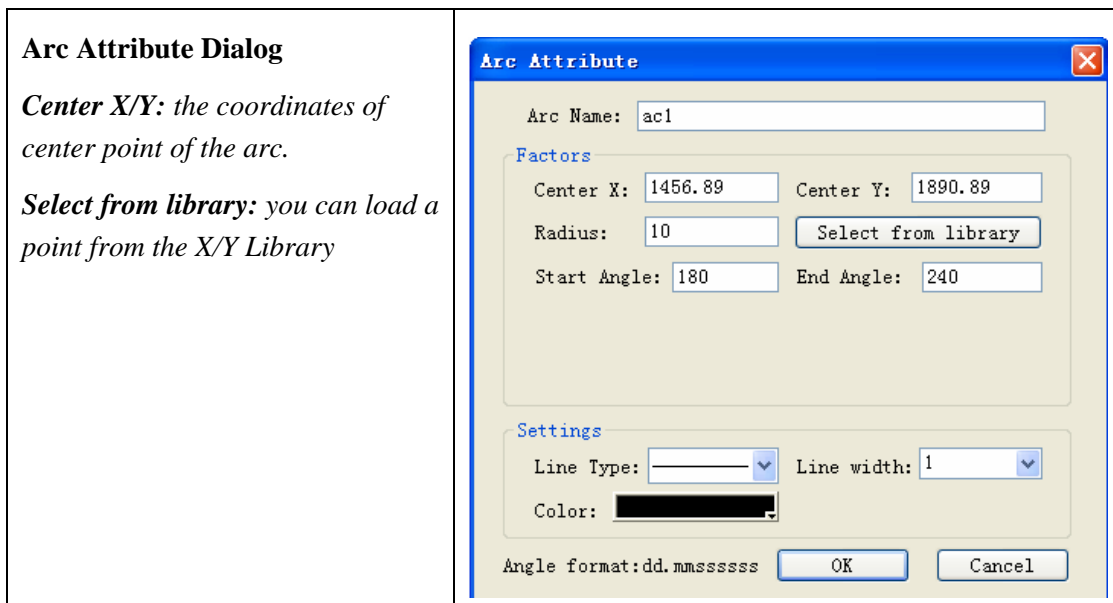 Arc Attribute Dialog
Center X/Y: the coordinates of
center point of the arc.
Select from library: you can load a
point from the X/Y Library
Arc Attribute
Arc Name: ac1
Factors
Center X: 1456.89 Center Y: 1890.89
Radius: 10 Select from library
Start Angle: 180 End Angle: 240
Settings
Line Type: Line width: 1
Color:
Angle format:dd.mmssssss OK Cancel